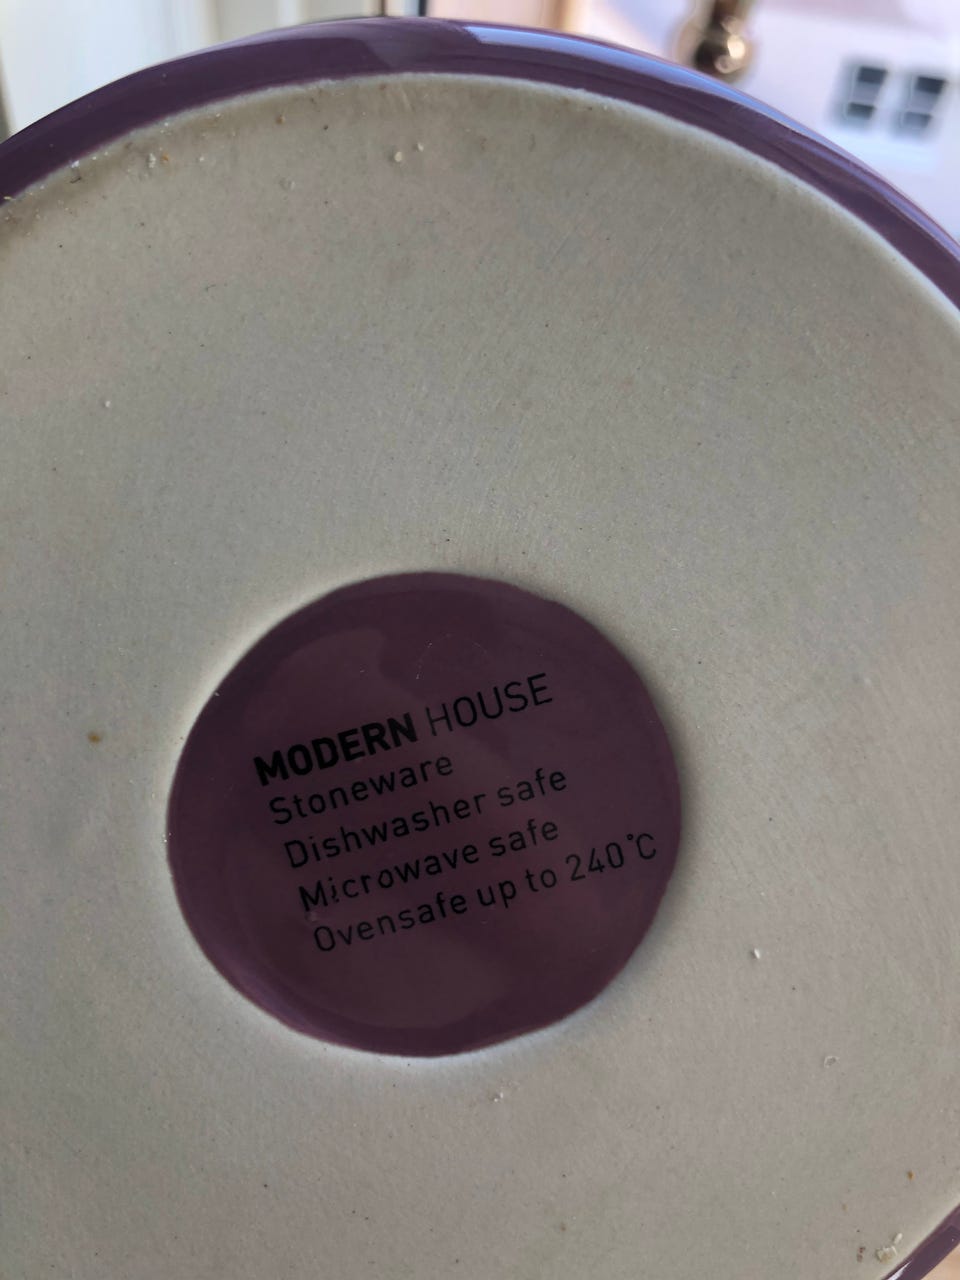 MODERN HOUSE
Stoneware
Dishwasher safe
Microwave safe
Ovensafe up to 240°C